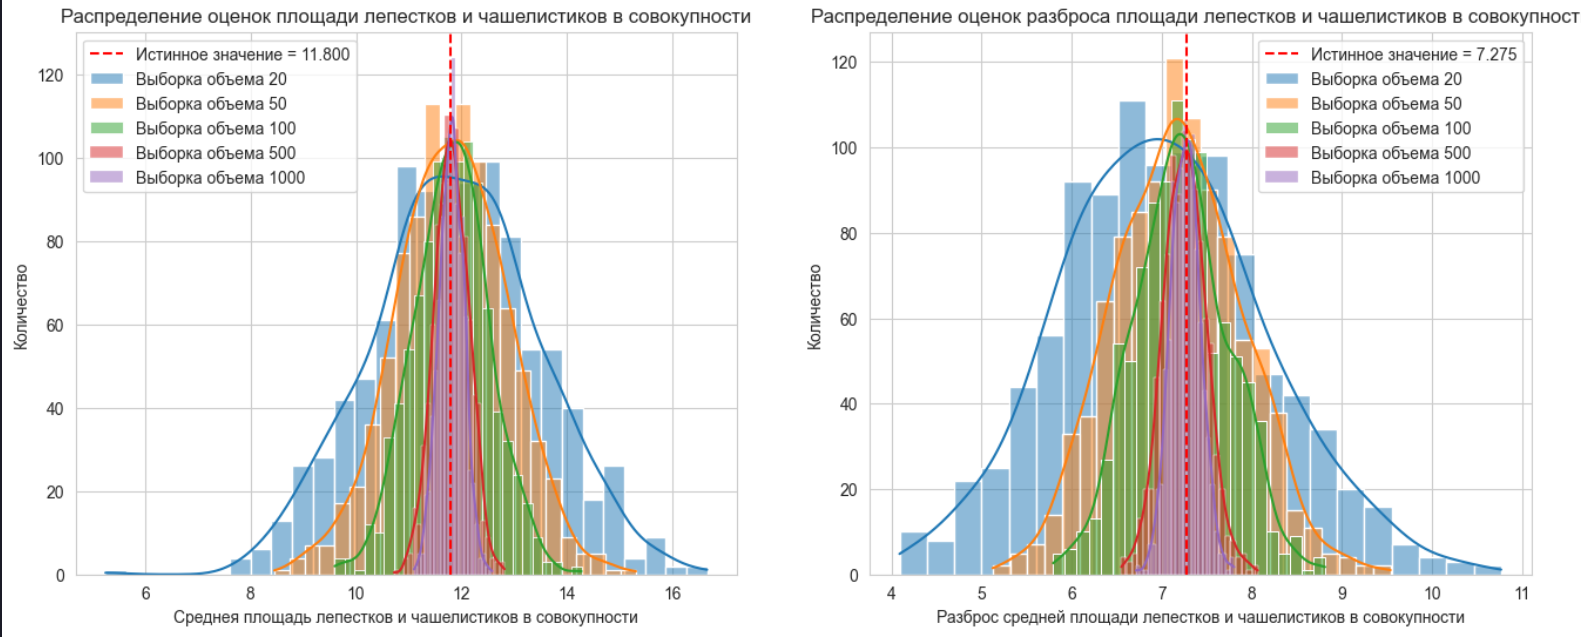 Распределение оценок площади лепестков и чашелистиков в совокупности
Истинное значение = 11.800
Выборка объема 20
Выборка объема 50
Выборка объема 100
Выборка объема 500
Выборка объема 1000
Количество
120
100
80
60
40
20
0
6 8 10 12 14 16
Средняя площадь лепестков и чашелистиков в совокупности
Распределение оценок разброса площади лепестков и чашелистиков в совокупност
Истинное значение = 7.275
Выборка объема 20
Выборка объема 50
Выборка объема 100
Выборка объема 500
Выборка объема 1000
Количество
120
100
80
60
40
20
0
4 5 6 7 8 9 10 11
Разброс средней площади лепестков и чашелистиков в совокупности